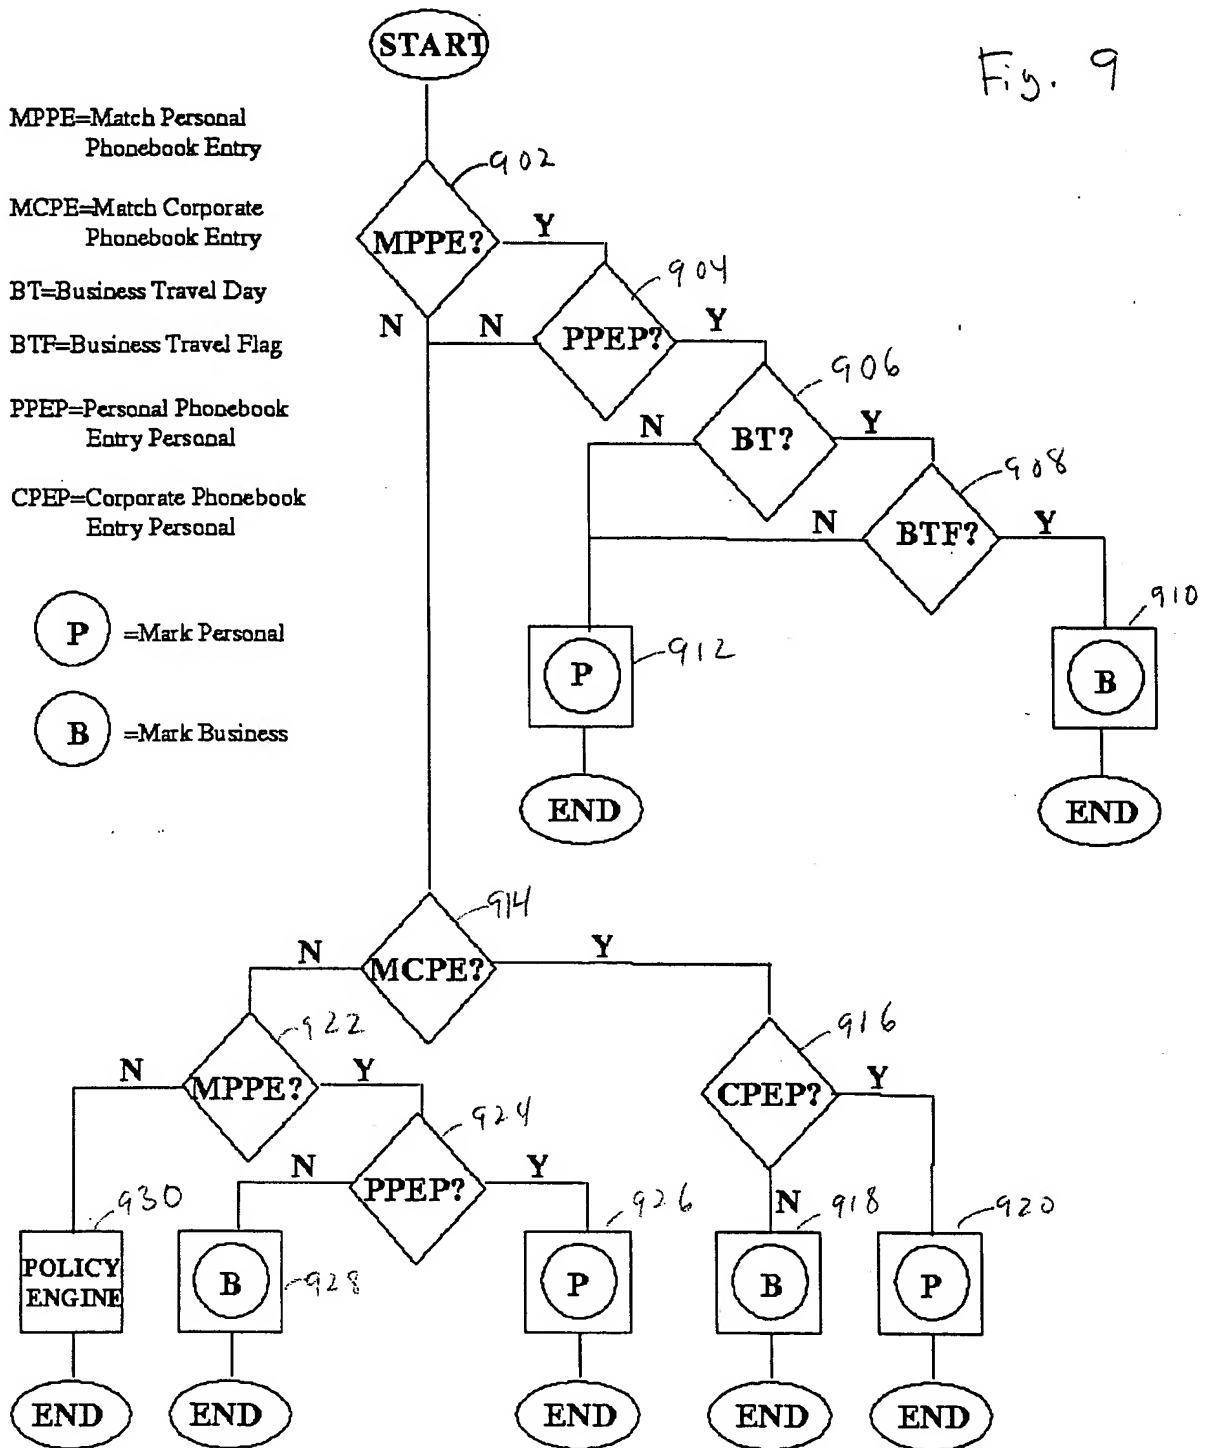 START
Fig. 9
MPPE=Match Personal
Phonebook Entry
902
MCPE=Match Corporate
Phonebook Entry
MPPE?
Y
904
BT=Business Travel Day
N
N
PPEP?
Y
BTF=Business Travel Flag
906
PPEP=Personal Phonebook
Entry Personal
N
BT?
Y
908
CPEP=Corporate Phonebook
Entry Personal
N
BTF?
Y
910
P
=Mark Personal
P
912
B
B
=Mark Business
END
END
914
N
MCPE?
Y
922
916
N
MPPE?
Y
CPEP?
Y
924
N
PPEP?
Y
930
926
N
918
920
POLICY
ENGINE
B
928
P
B
P
END
END
END
END
END